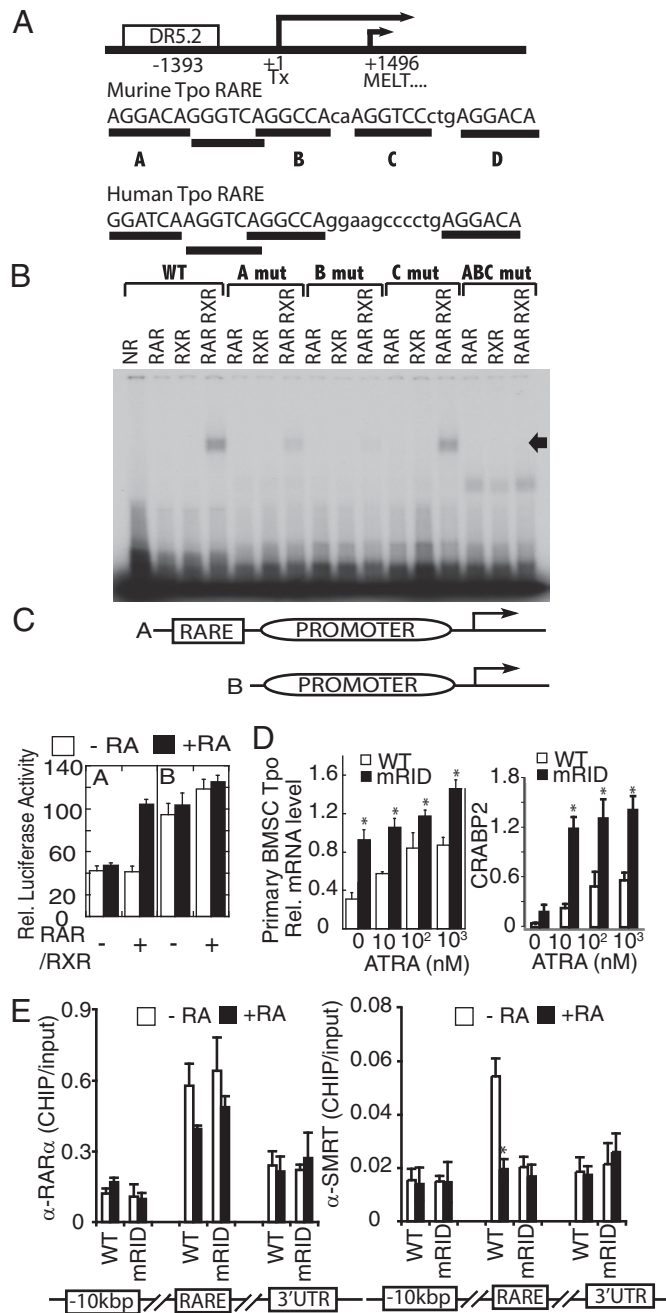 A
DR5.2
-1393 +1 +1496
Tx MELT....
Murine Tpo RARE
AGGACAGGGTCAGGCCAcaAGGTCCctgAGGACA
A B C D
Human Tpo RARE
GGATCAAGGTCAGGCCAggaagcccctgAGGACA
B
WT A mut B mut C mut ABC mut
NR RAR RXR RAR RXR RAR RXR RAR RXR RAR RXR RAR RXR RAR RXR RAR RXR RAR RXR RAR RXR
C
A RARE PROMOTER
B PROMOTER
- RA +RA
Rel. Luciferase Activity
140
120
100
80
60
40
20
0
A B
RAR/RXR - + - +
D
WT
mRID
Primary BMSC Tpo
Rel. mRNA level
1.6
1.2
0.8
0.4
* * * *
0 10 10² 10³
ATRA (nM)
WT
mRID
CRABP2
1.80
1.2
0.6
0
* * *
0 10 10² 10³
ATRA (nM)
E
- RA +RA
α-RARα (CHIP/input)
0.9
0.6
0.3
0
WT mRID WT mRID WT mRID
-10kbp RARE 3'UTR
- RA +RA
α-SMRT (CHIP/input)
0.08
0.06
0.04
0.02
0
*
WT mRID WT mRID WT mRID
-10kbp RARE 3'UTR